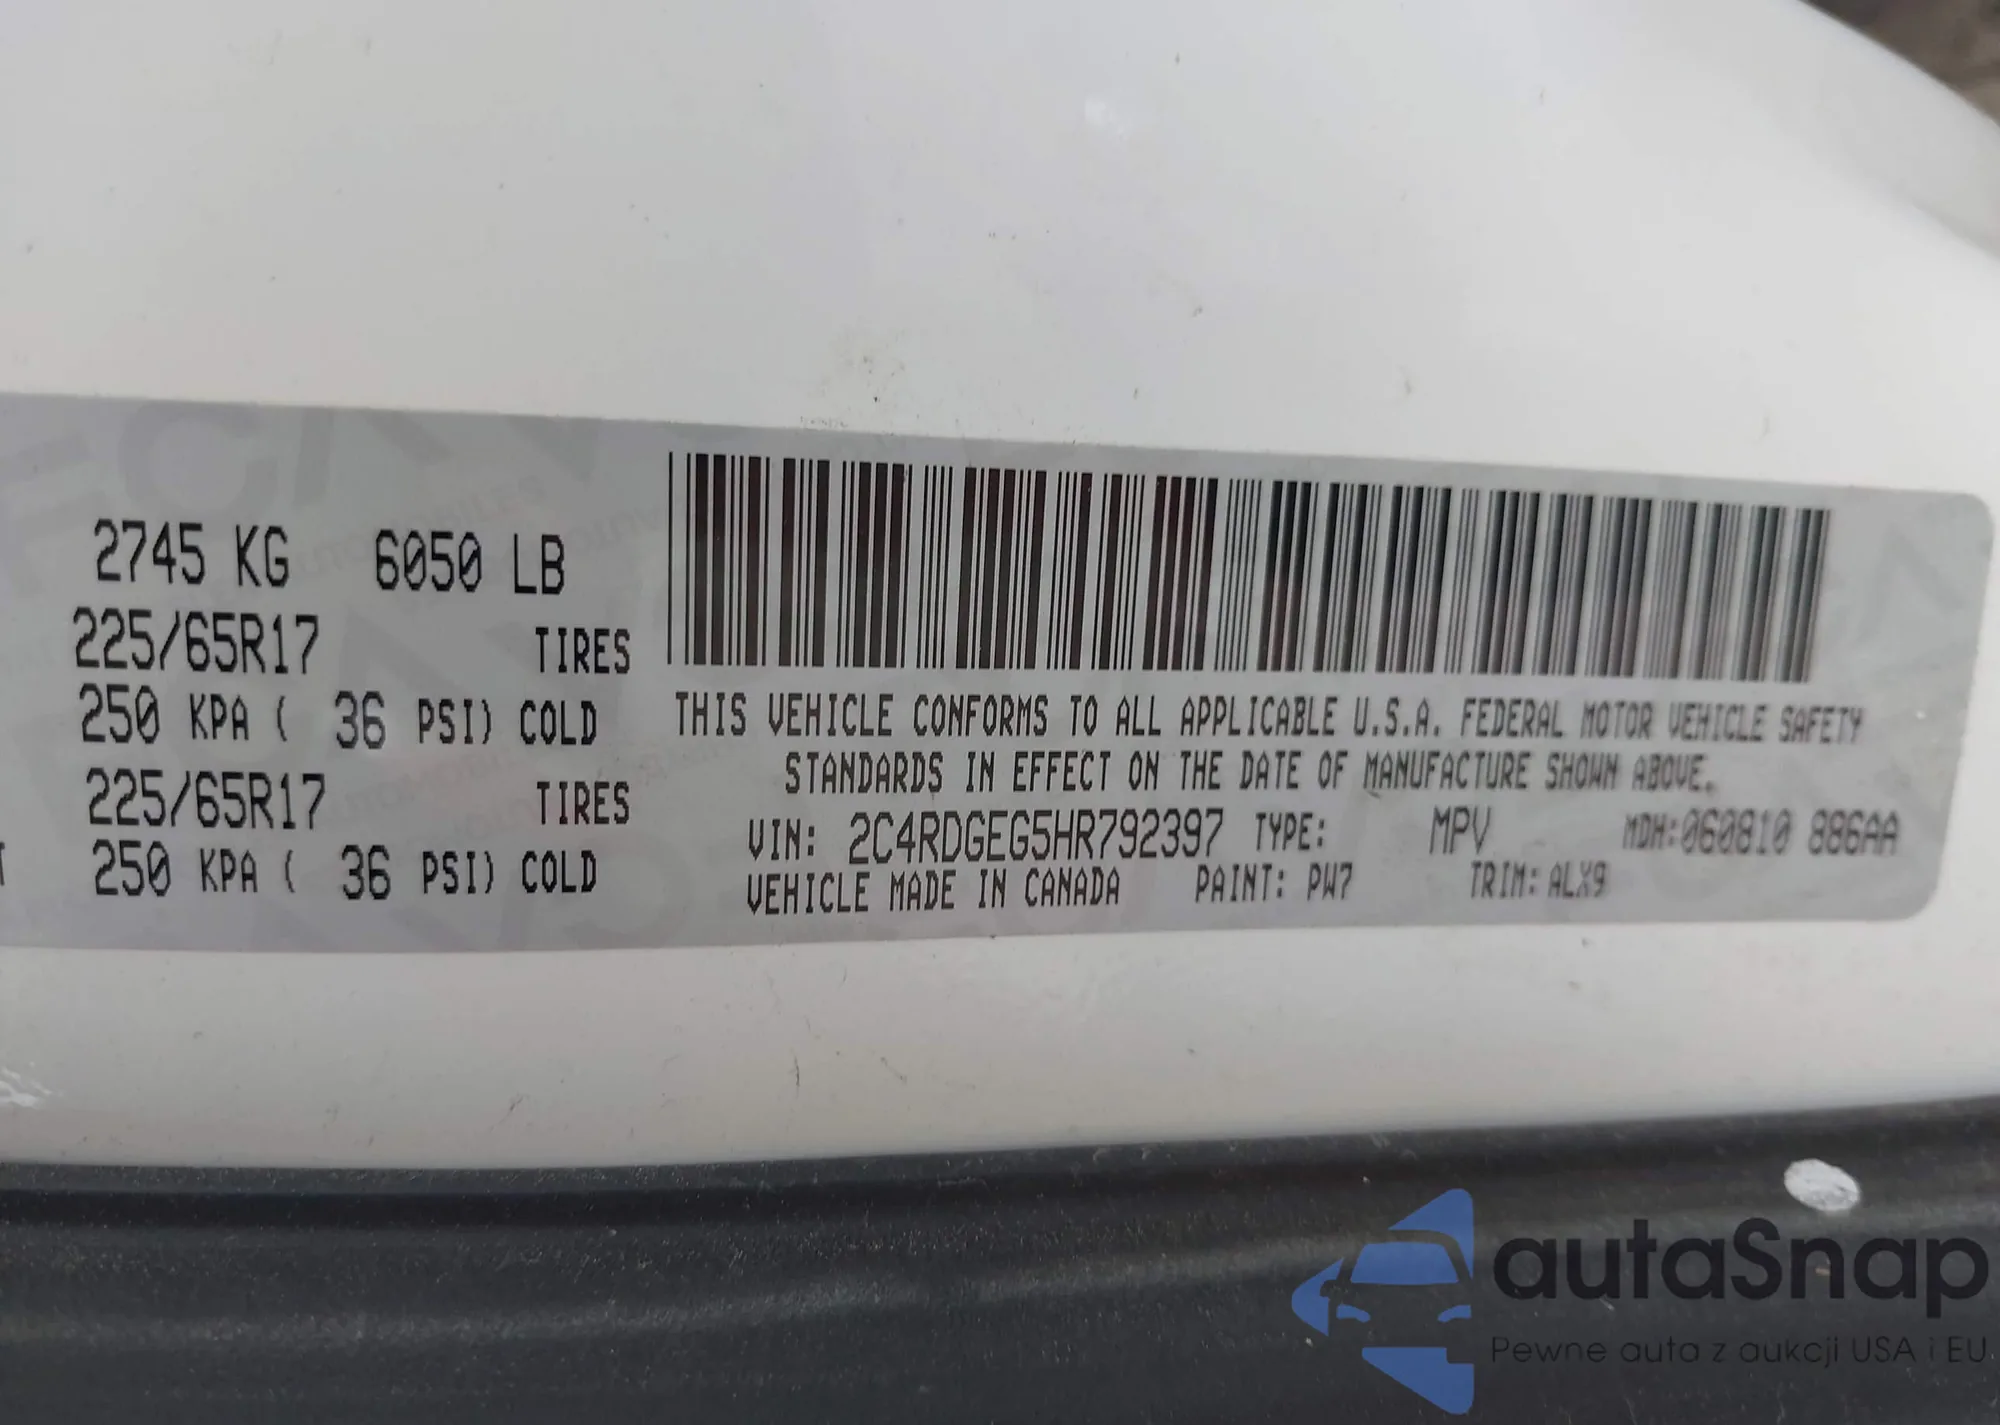 2745 KG 6050 LB
225/65R17 TIRES
250 KPA ( 36 PSI) COLD
225/65R17 TIRES
250 KPA ( 36 PSI) COLD
THIS VEHICLE CONFORMS TO ALL APPLICABLE U.S.A. FEDERAL MOTOR VEHICLE SAFETY
STANDARDS IN EFFECT ON THE DATE OF MANUFACTURE SHOWN ABOVE.
VIN: 2C4RDGEG5HR792397 TYPE: MPV MDH:060810 886AA
VEHICLE MADE IN CANADA PAINT: PW7 TRIM: ALX9
autaSnap
Pewne auta z aukcji USA i EU